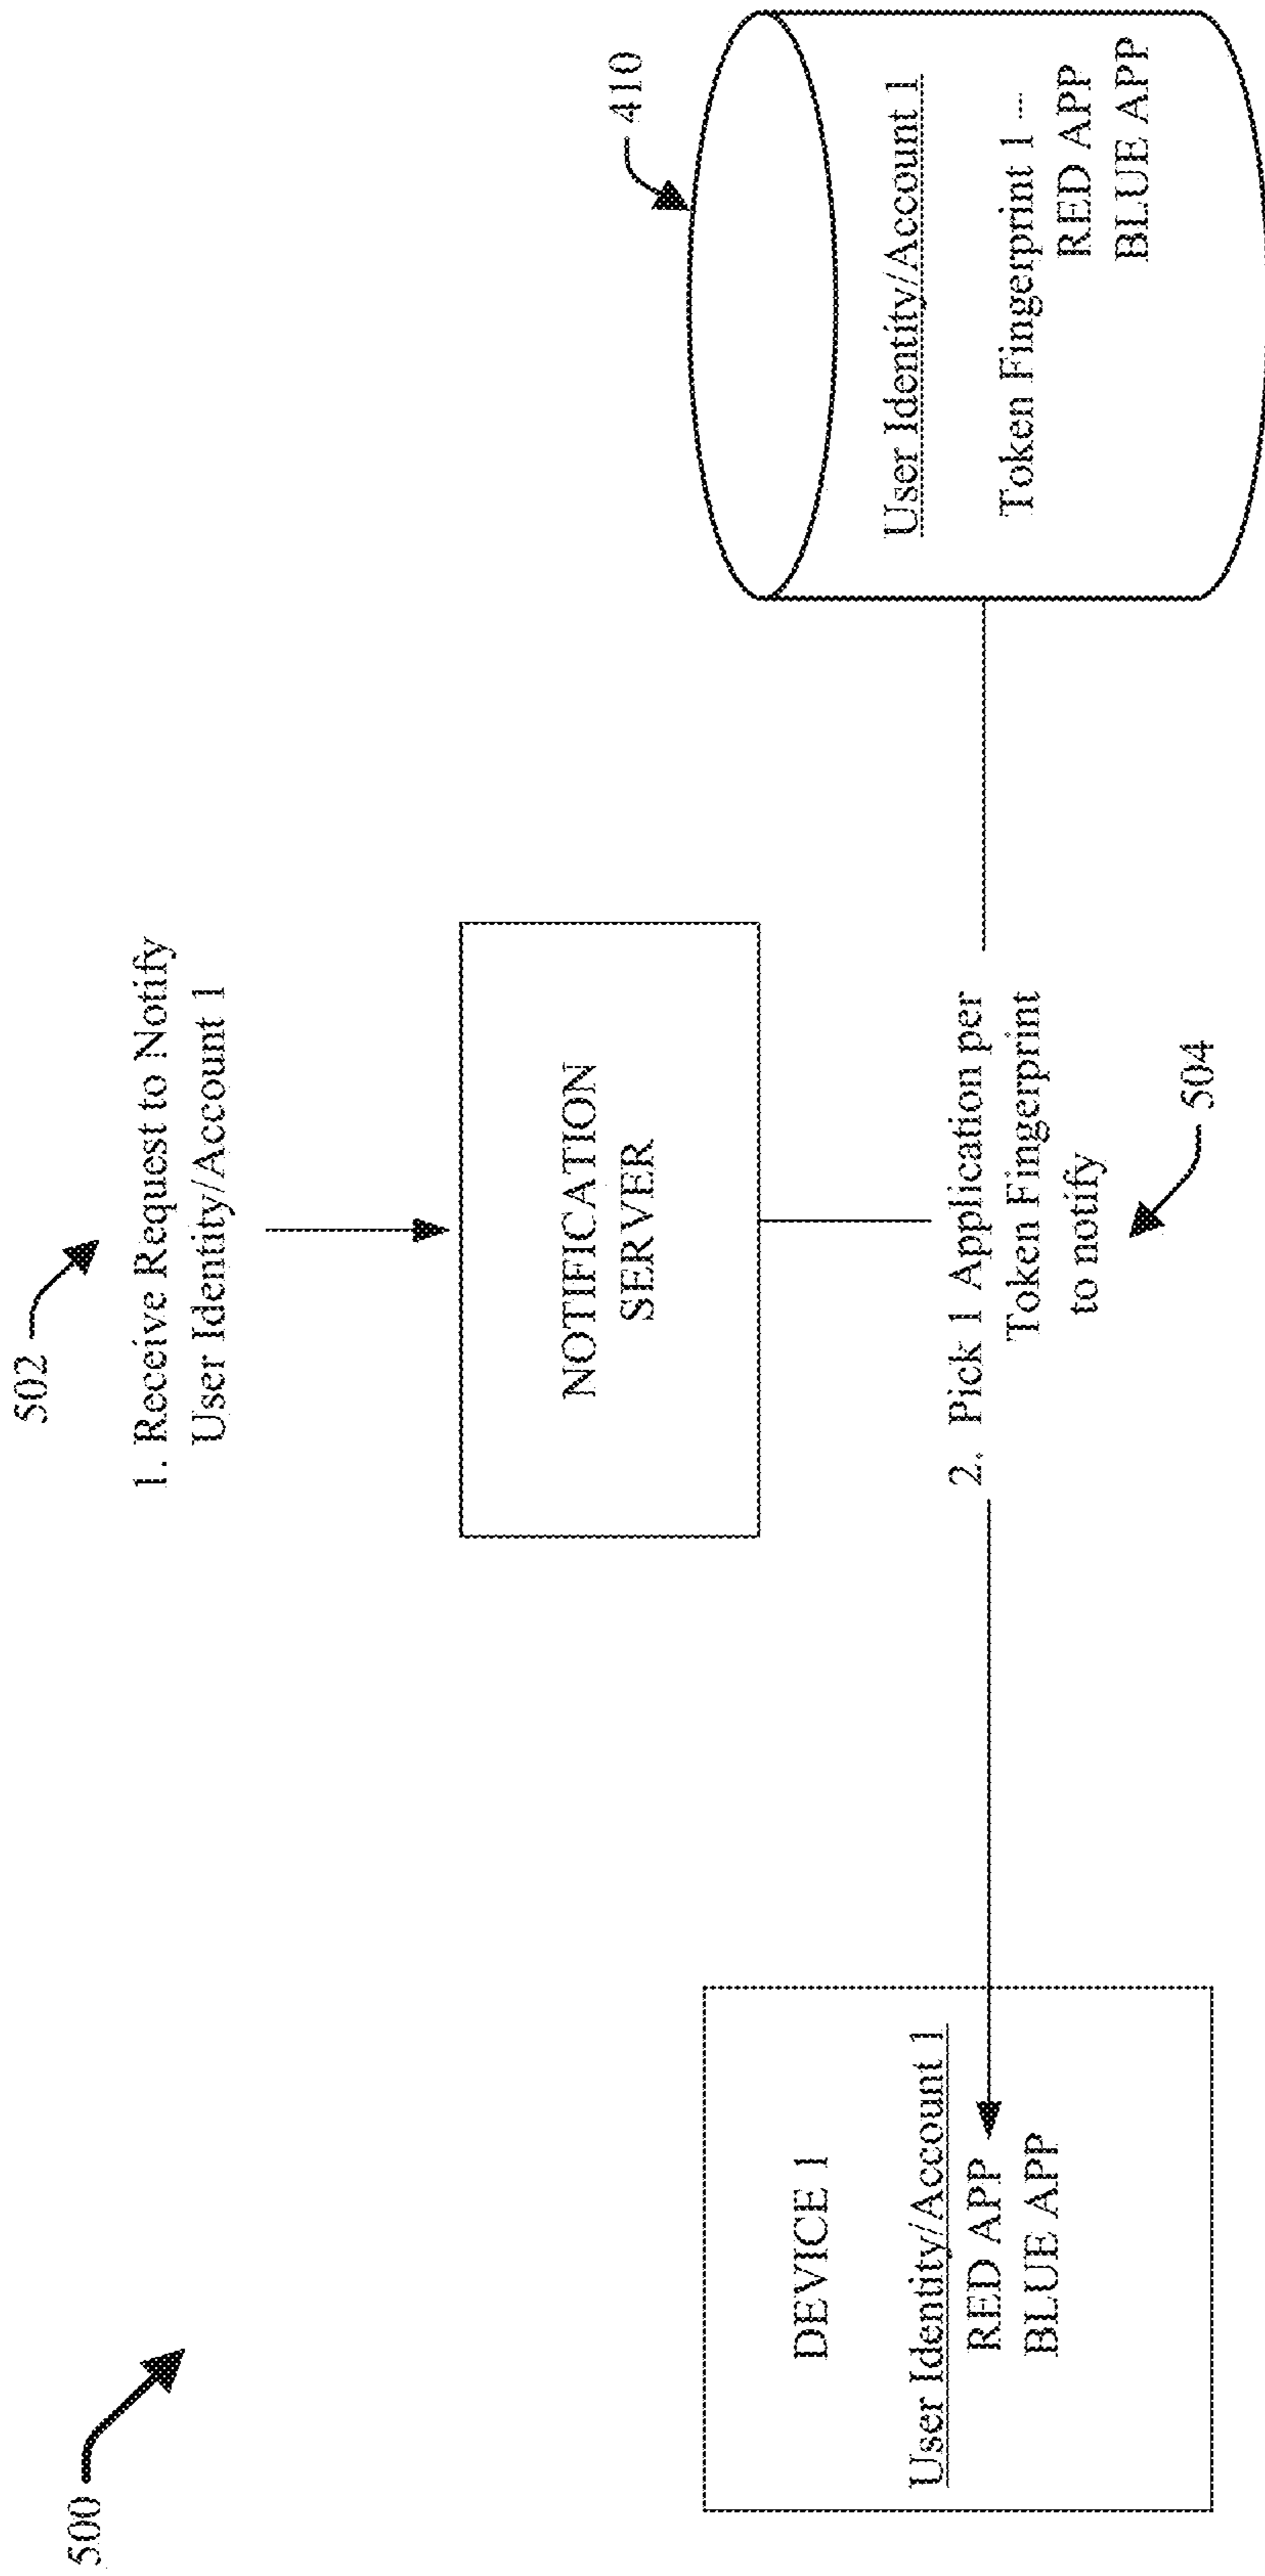 500
502
1. Receive Request to Notify
User Identity/Account 1
NOTIFICATION
SERVER
410
DEVICE 1
User Identity/Account 1
RED APP
BLUE APP
2. Pick 1 Application per
Token Fingerprint
to notify
504
User Identity/Account 1
Token Fingerprint 1 --
RED APP
BLUE APP